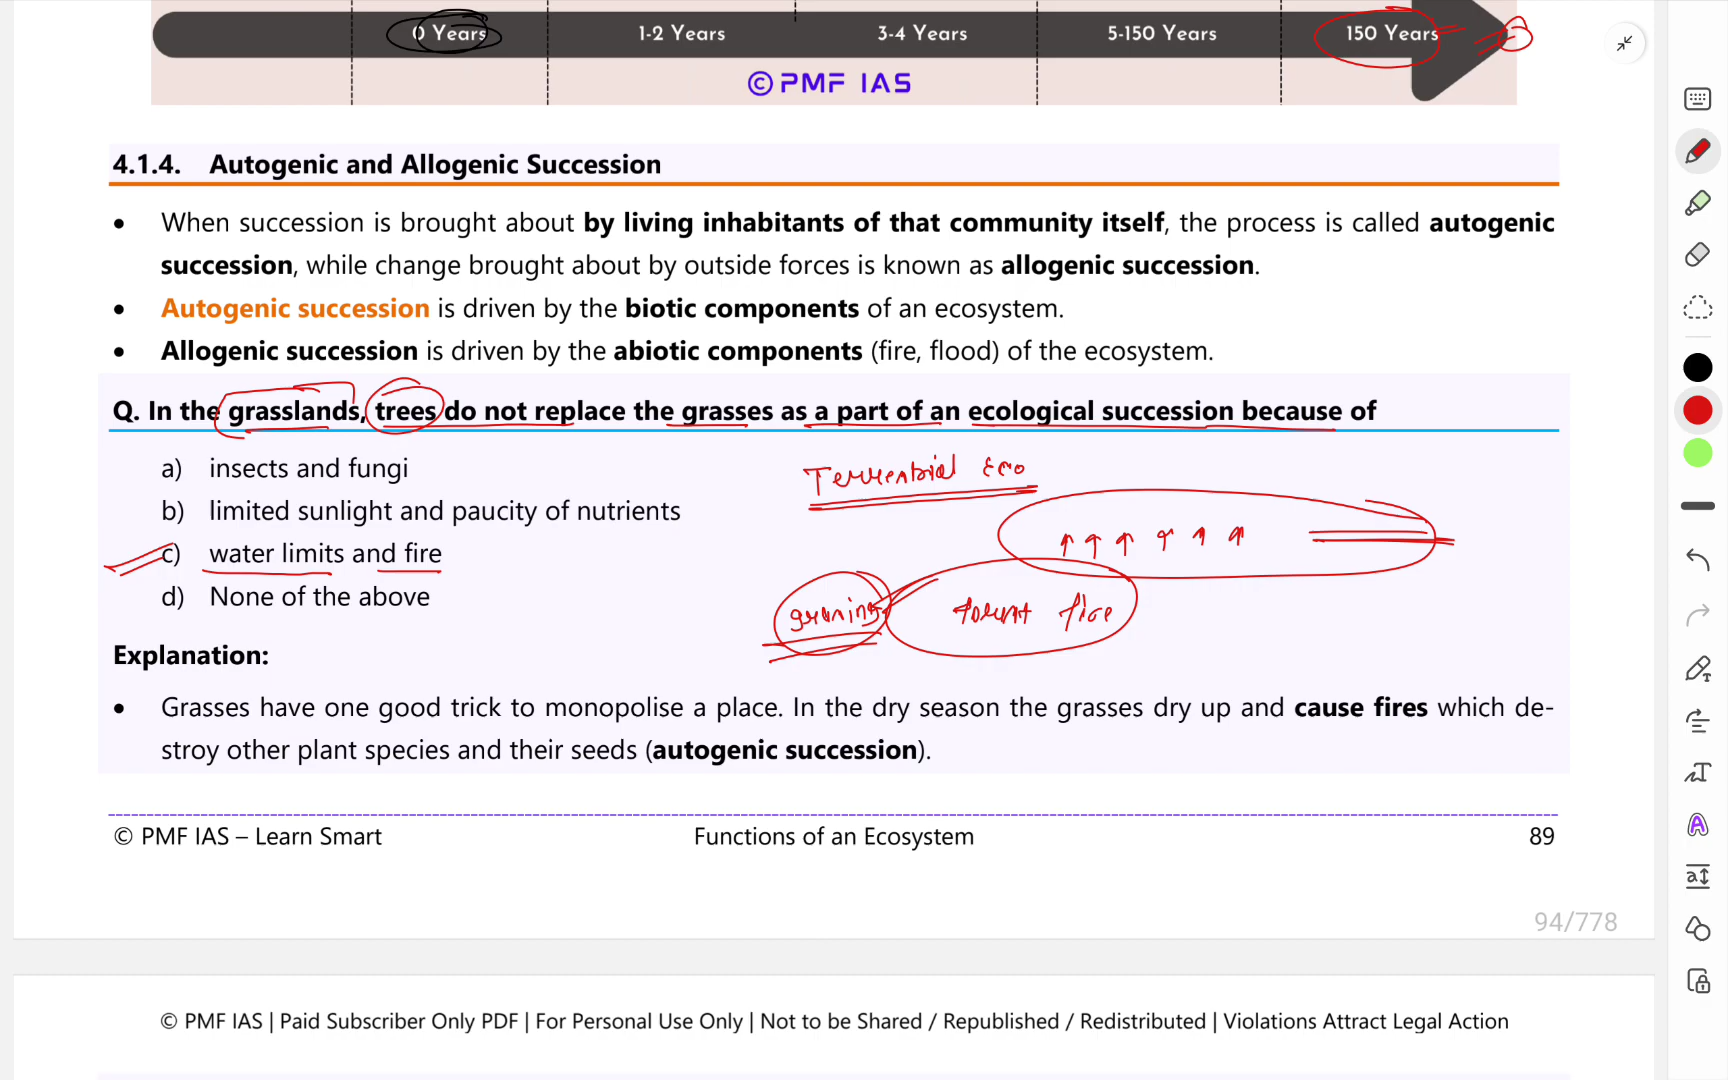 0 Years 1-2 Years 3-4 Years 5-150 Years 150 Years
© PMF IAS
4.1.4. Autogenic and Allogenic Succession
• When succession is brought about by living inhabitants of that community itself, the process is called autogenic
succession, while change brought about by outside forces is known as allogenic succession.
• Autogenic succession is driven by the biotic components of an ecosystem.
• Allogenic succession is driven by the abiotic components (fire, flood) of the ecosystem.
Q. In the grasslands, trees do not replace the grasses as a part of an ecological succession because of
a) insects and fungi
Terrestrial Eco
b) limited sunlight and paucity of nutrients
c) water limits and fire
d) None of the above
fire
Explanation:
• Grasses have one good trick to monopolise a place. In the dry season the grasses dry up and cause fires which de-
stroy other plant species and their seeds (autogenic succession).
© PMF IAS – Learn Smart Functions of an Ecosystem 89
94/778
© PMF IAS | Paid Subscriber Only PDF | For Personal Use Only | Not to be Shared / Republished / Redistributed | Violations Attract Legal Action